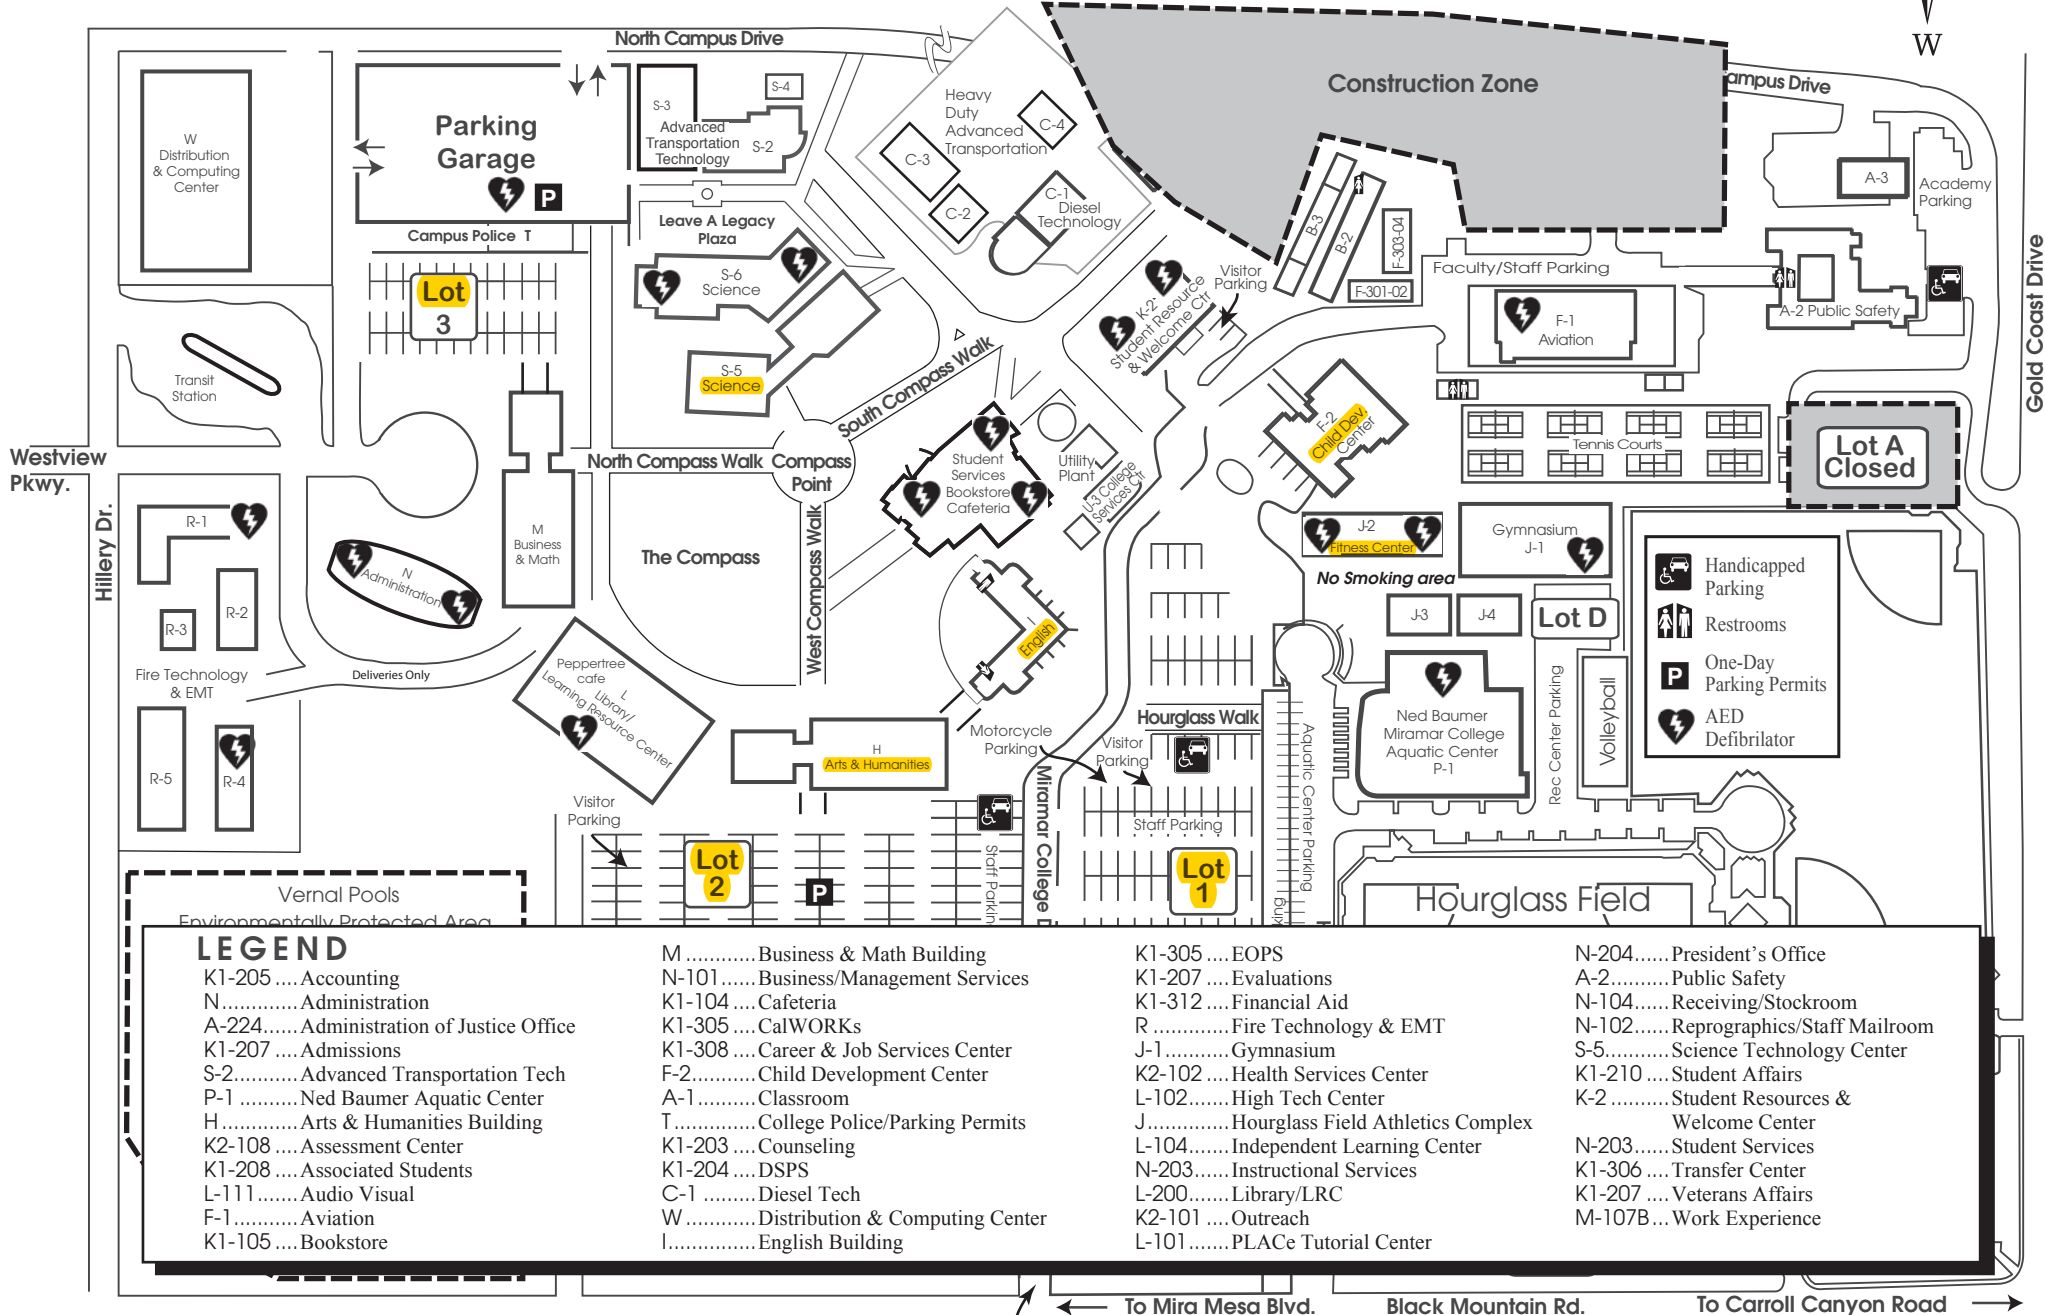 North Campus Drive
W
ampus Drive
Construction Zone
W
Distribution
& Computing
Center
Parking
Garage
P
S-3
S-4
Advanced
Transportation
Technology
S-2
Heavy
Duty
Advanced
Transportation
C-4
C-3
C-2
C-1
Diesel
Technology
B-3
B-2
F-303-04
F-301-02
A-3
Academy
Parking
Gold Coast Drive
Campus Police T
Leave A Legacy
Plaza
Lot
3
S-6
Science
S-5
Science
K-2
Student Resource
& Welcome Ctr
Visitor
Parking
Faculty/Staff Parking
F-1
Aviation
A-2 Public Safety
Transit
Station
South Compass Walk
F-2
Child Dev.
Center
Tennis Courts
Lot A
Closed
Westview
Pkwy.
North Compass Walk
Compass
Point
Student
Services
Bookstore
Cafeteria
Utility
Plant
U-3 College
Services Ctr
Hillery Dr.
R-1
R-2
R-3
Fire Technology
& EMT
R-5
R-4
N
Administration
M
Business
& Math
The Compass
West Compass Walk
Deliveries Only
I
English
J-2
Fitness Center
Gymnasium
J-1
No Smoking area
J-3
J-4
Lot D
Handicapped
Parking
Restrooms
P
One-Day
Parking Permits
AED
Defibrilator
Peppertree
cafe
L
Library/
Learning Resource Center
H
Arts & Humanities
Motorcycle
Parking
Hourglass Walk
Visitor
Parking
Ned Baumer
Miramar College
Aquatic Center
P-1
Rec Center Parking
Volleyball
Aquatic Center Parking
Visitor
Parking
Lot
2
P
Staff Parkin
Miramar College D
Staff Parking
Lot
1
Hourglass Field
Vernal Pools
Environmentally Protected Area
LEGEND
K1-205 ....Accounting
N.............Administration
A-224......Administration of Justice Office
K1-207 ....Admissions
S-2...........Advanced Transportation Tech
P-1 ..........Ned Baumer Aquatic Center
H .............Arts & Humanities Building
K2-108 ....Assessment Center
K1-208 ....Associated Students
L-111.......Audio Visual
F-1...........Aviation
K1-105 ....Bookstore
M ............Business & Math Building
N-101......Business/Management Services
K1-104 ....Cafeteria
K1-305 ....CalWORKs
K1-308 ....Career & Job Services Center
F-2...........Child Development Center
A-1..........Classroom
T...............College Police/Parking Permits
K1-203 ....Counseling
K1-204 ....DSPS
C-1 .........Diesel Tech
W ............Distribution & Computing Center
I...............English Building
K1-305 ....EOPS
K1-207 ....Evaluations
K1-312 ....Financial Aid
R .............Fire Technology & EMT
J-1...........Gymnasium
K2-102 ....Health Services Center
L-102.......High Tech Center
J..............Hourglass Field Athletics Complex
L-104.......Independent Learning Center
N-203......Instructional Services
L-200.......Library/LRC
K2-101 ....Outreach
L-101.......PLACe Tutorial Center
N-204......President’s Office
A-2..........Public Safety
N-104......Receiving/Stockroom
N-102......Reprographics/Staff Mailroom
S-5...........Science Technology Center
K1-210 ....Student Affairs
K-2 ..........Student Resources &
Welcome Center
N-203......Student Services
K1-306 ....Transfer Center
K1-207 ....Veterans Affairs
M-107B...Work Experience
To Mira Mesa Blvd.
Black Mountain Rd.
To Carroll Canyon Road